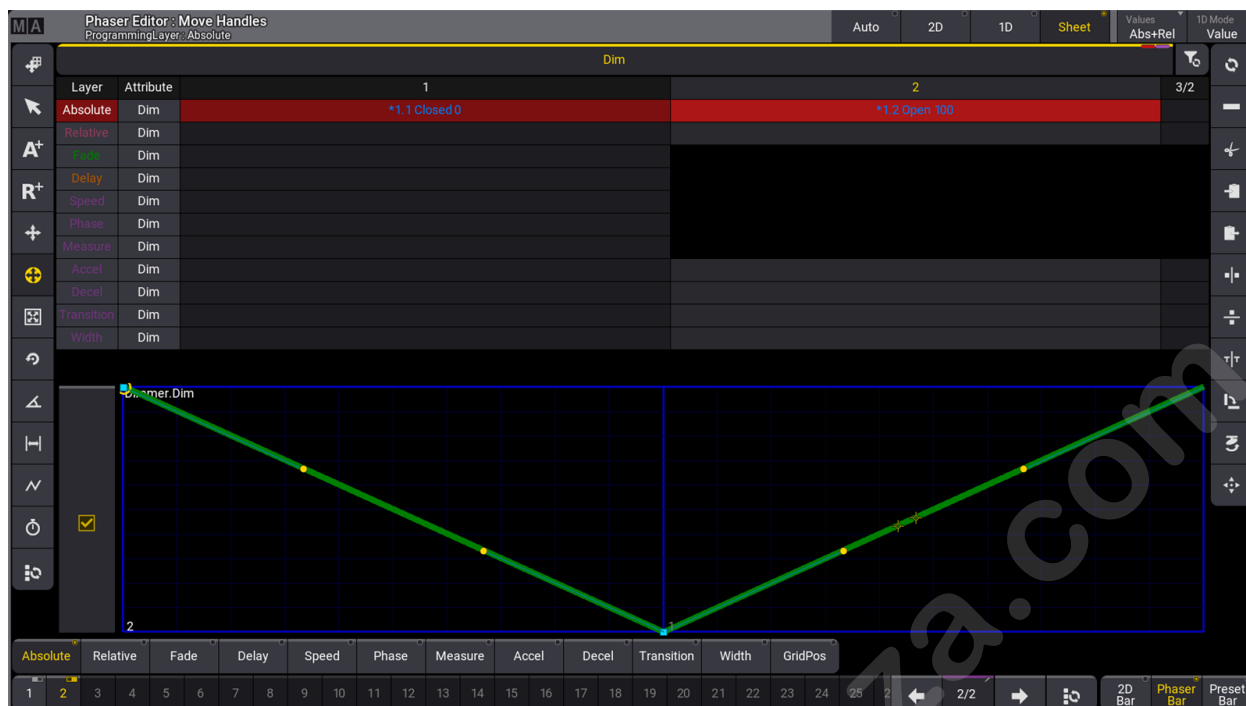 MA Phaser Editor : Move Handles Auto 2D 1D Sheet Values 1D Mode
ProgrammingLayer : Absolute Abs+Rel Value
Dim
Layer Attribute 1 2 3/2
Absolute Dim *1.1 Closed 0 *1.2 Open 100
Relative Dim
A+ Fade Dim
Delay Dim
R+ Speed Dim
Phase Dim
Measure Dim
Accel Dim
Decel Dim
Transition Dim
Width Dim
Dimmer.Dim
2 1
Absolute Relative Fade Delay Speed Phase Measure Accel Decel Transition Width GridPos
1 2 3 4 5 6 7 8 9 10 11 12 13 14 15 16 17 18 19 20 21 22 23 24 25 2 2/2 2D Bar Phaser Bar Preset Bar
za.com